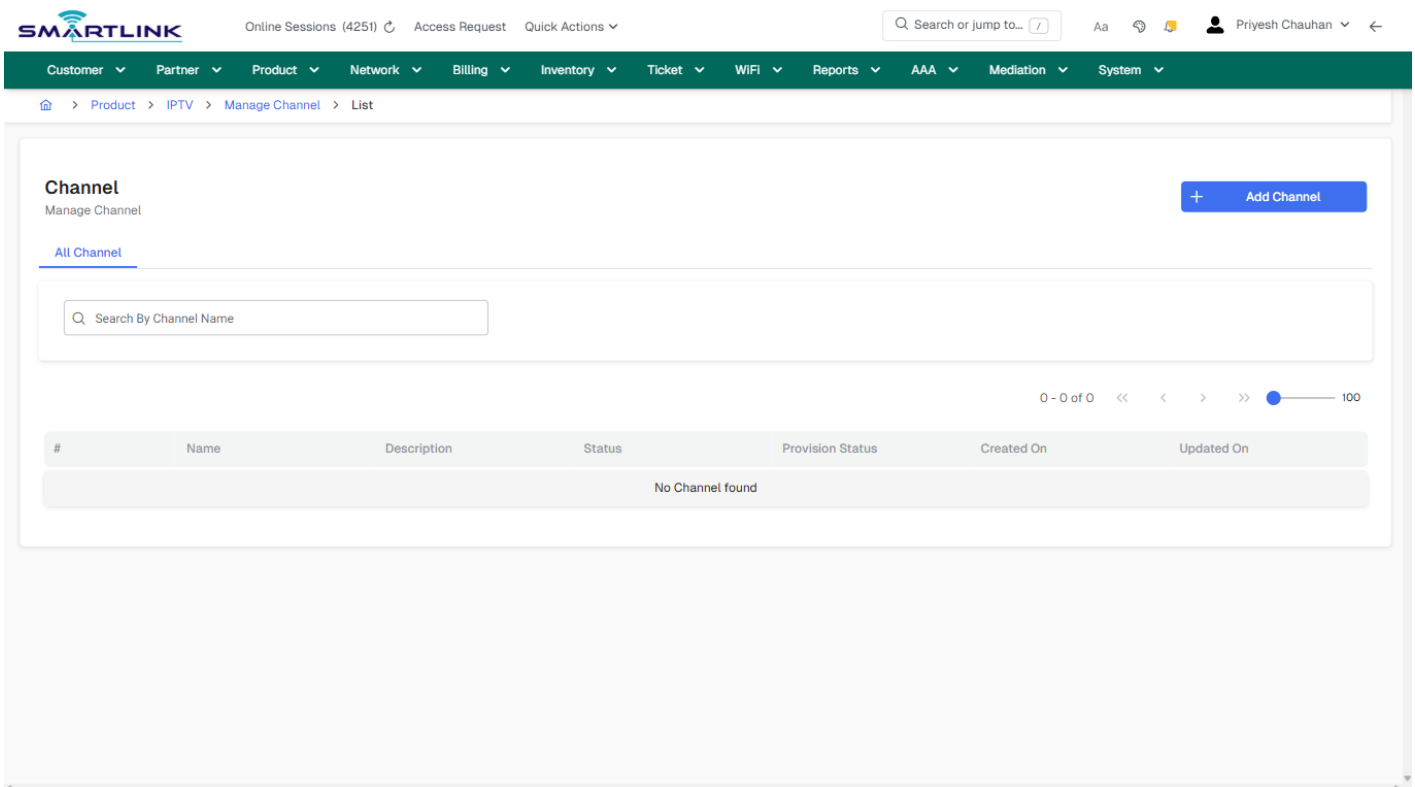 SMARTLINK Online Sessions (4251) Access Request Quick Actions Search or jump to... / Aa Priyesh Chauhan
Customer Partner Product Network Billing Inventory Ticket WiFi Reports AAA Mediation System
> Product > IPTV > Manage Channel > List
Channel
+ Add Channel
Manage Channel
All Channel
Search By Channel Name
0 - 0 of 0 << < > >> 100
# Name Description Status Provision Status Created On Updated On
No Channel found